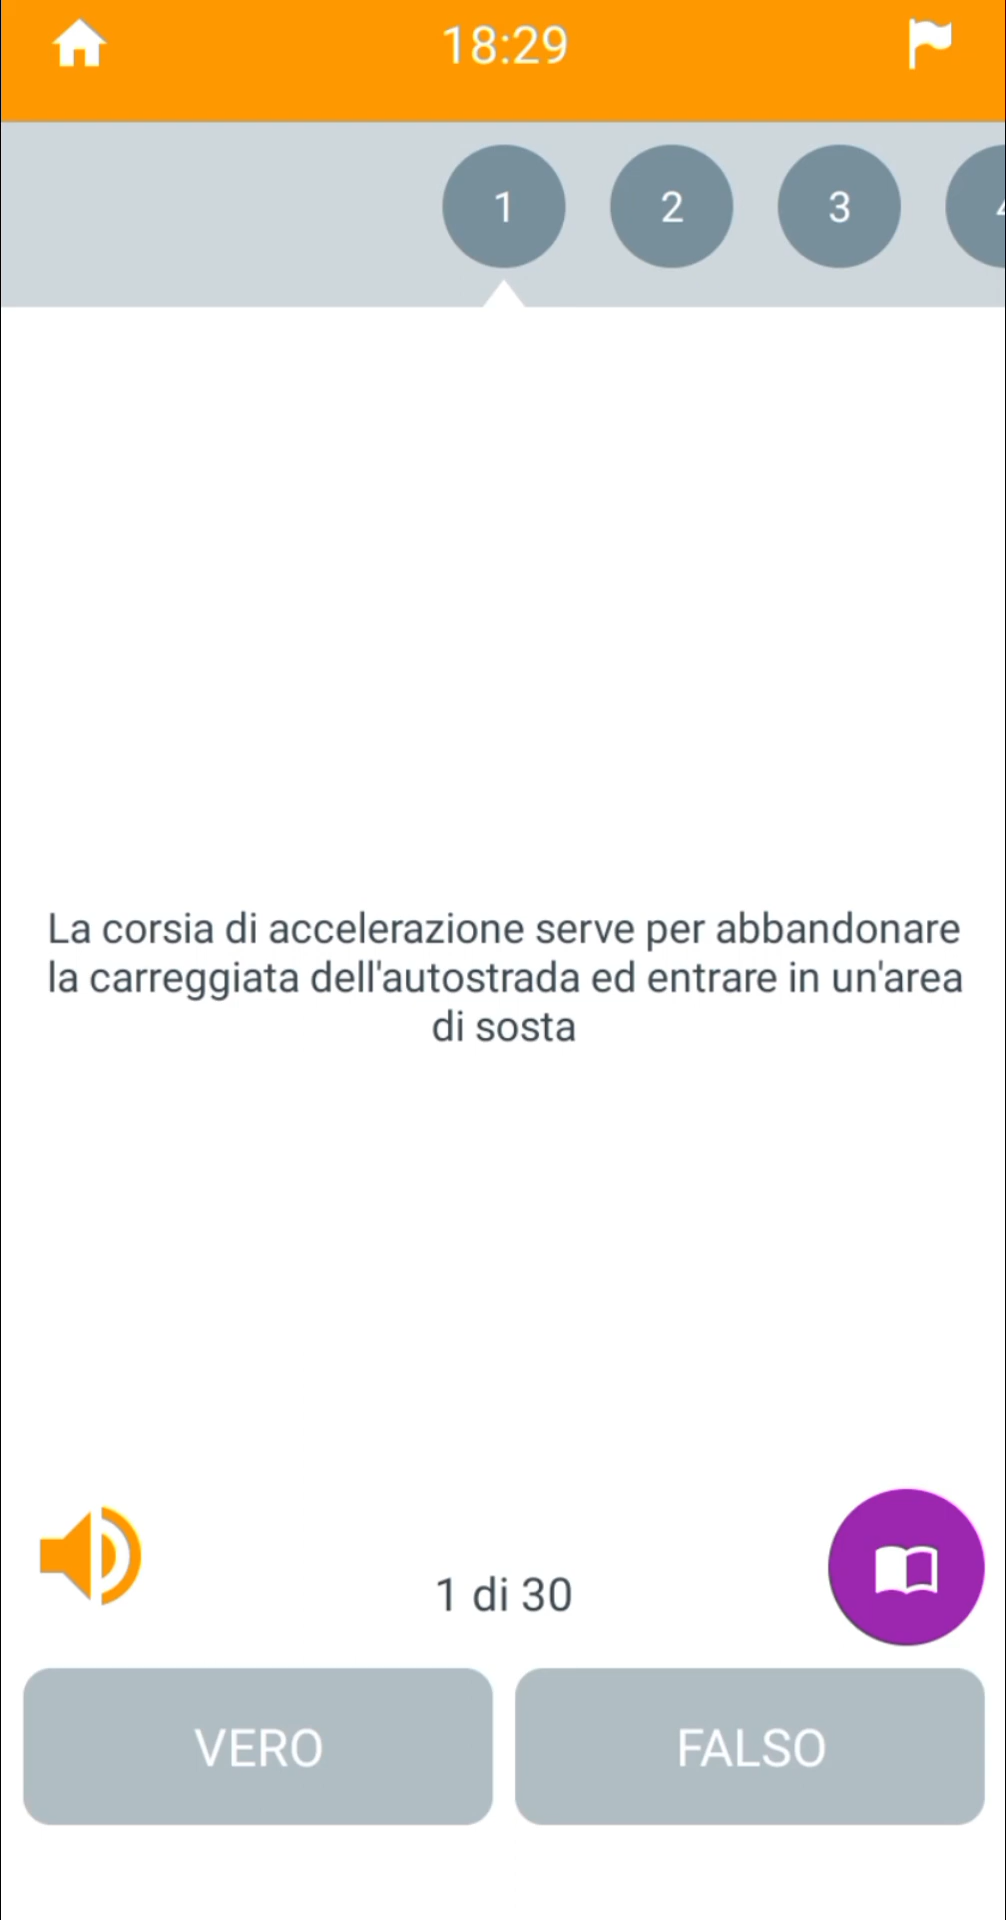 18:29
1 2 3
La corsia di accelerazione serve per abbandonare
la carreggiata dell'autostrada ed entrare in un'area
di sosta
1 di 30
VERO FALSO